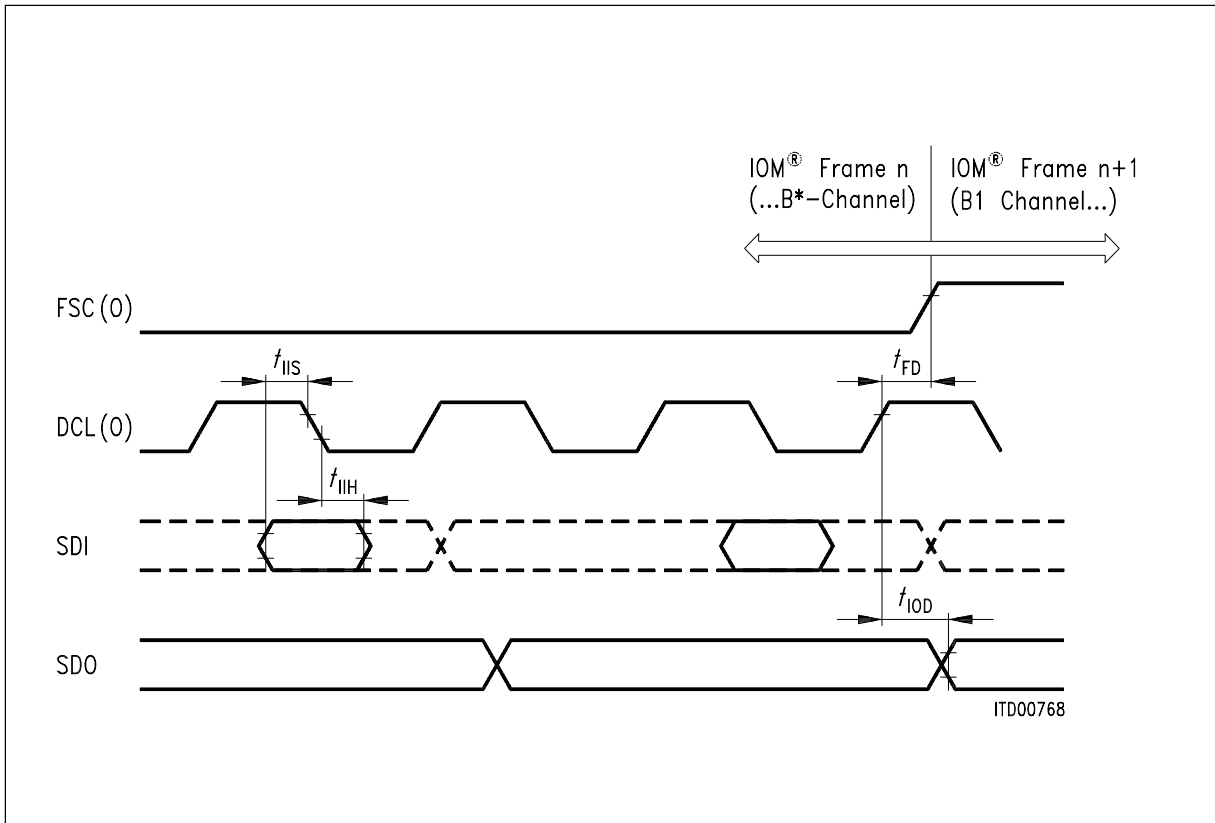 IOM® Frame n
(...B*-Channel)
IOM® Frame n+1
(B1 Channel...)
FSC(O)
tIIS
tFD
DCL(O)
tIIH
SDI
tIOD
SDO
ITD00768